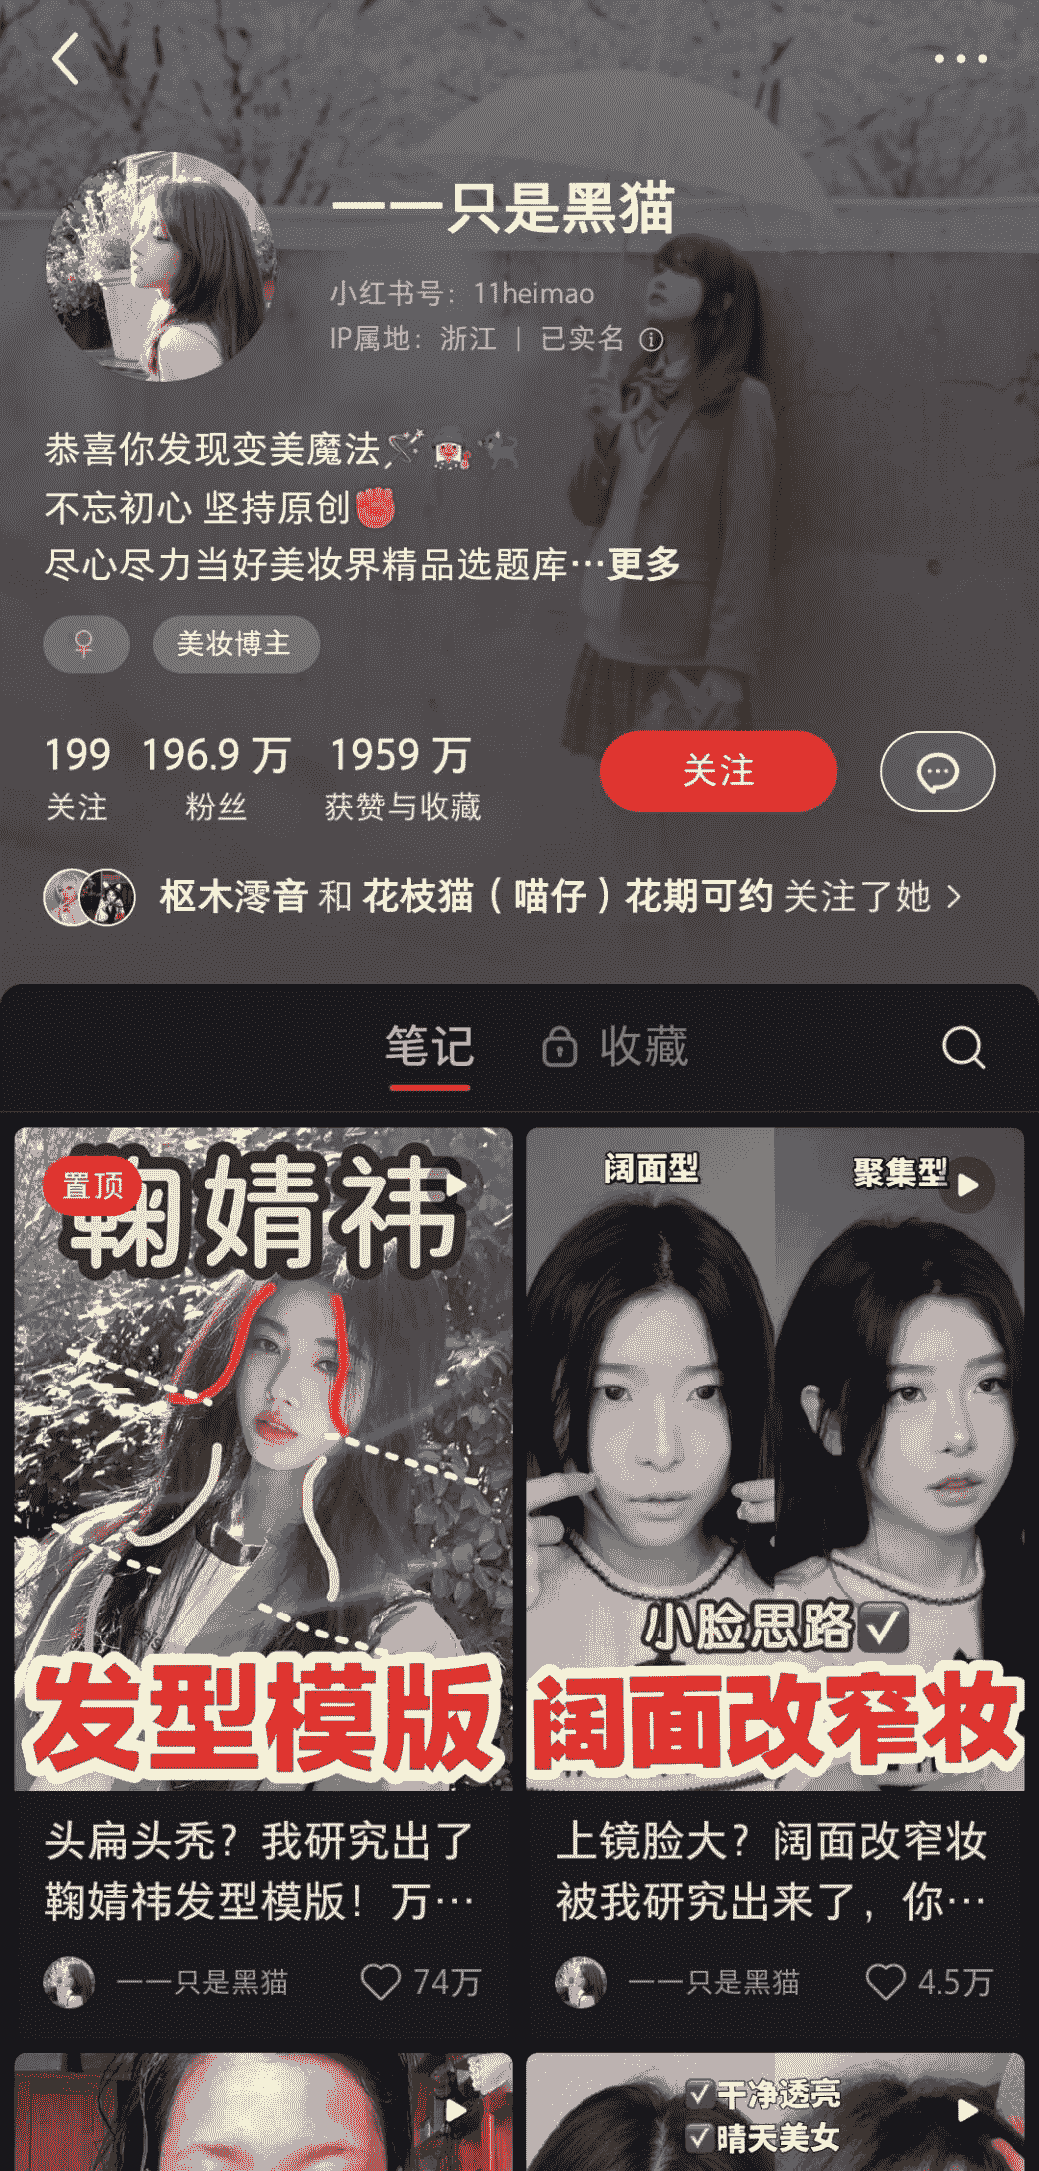 一一只是黑猫
小红书号：11heimao
IP属地：浙江 | 已实名
恭喜你发现变美魔法
不忘初心 坚持原创
尽心尽力当好美妆界精品选题库…更多
美妆博主
199 196.9 万 1959 万
关注 粉丝 获赞与收藏
关注
枢木澪音 和 花枝猫（喵仔）花期可约 关注了她
笔记 收藏
置顶
鞠婧祎
发型模版
阔面型 聚集型
小脸思路
阔面改窄妆
头扁头秃？我研究出了
鞠婧祎发型模版！万…
一一只是黑猫 74万
上镜脸大？阔面改窄妆
被我研究出来了，你…
一一只是黑猫 4.5万
干净透亮
晴天美女